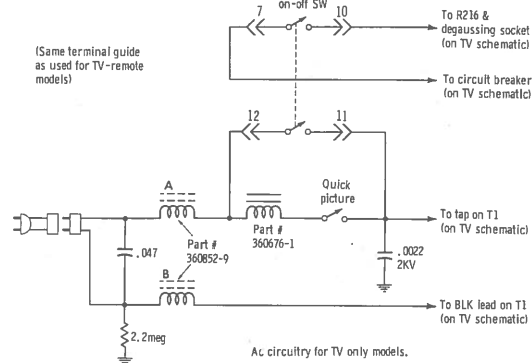 on-off SW
7
10
To R216 &
degaussing socket
(on TV schematic)
(Same terminal guide
as used for TV-remote
models)
To circuit breaker
(on TV schematic)
12
11
A
Quick
picture
To tap on T1
(on TV schematic)
Part #
360852-9
Part #
360676-1
.047
.0022
2KV
B
To BLK lead on T1
(on TV schematic)
2.2meg
Ac circuitry for TV only models.